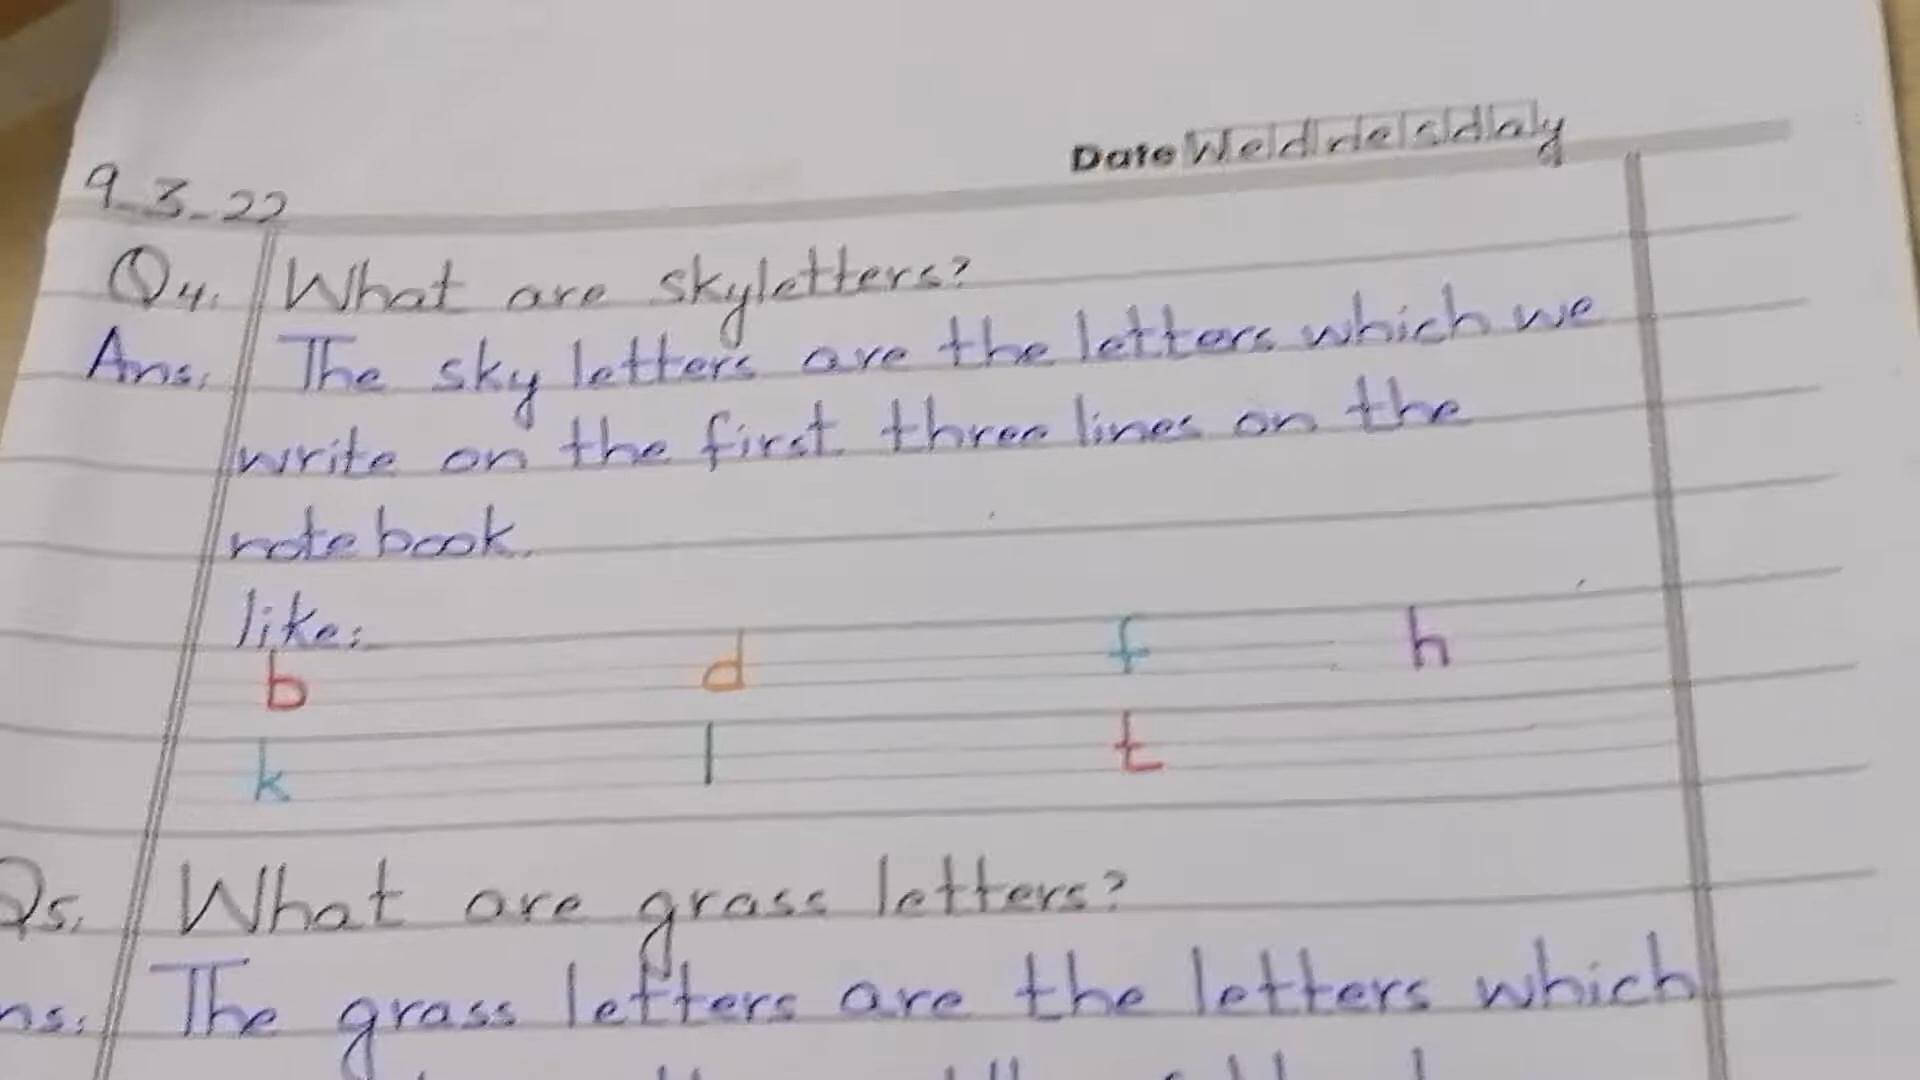 Date Wednesday
9-3-22
Q4. What are skyletters?
Ans. The sky letters are the letters which we
write on the first three lines on the
notebook.
like:
b d f h
k l t
Q5. What are grass letters?
ns: The grass letters are the letters which